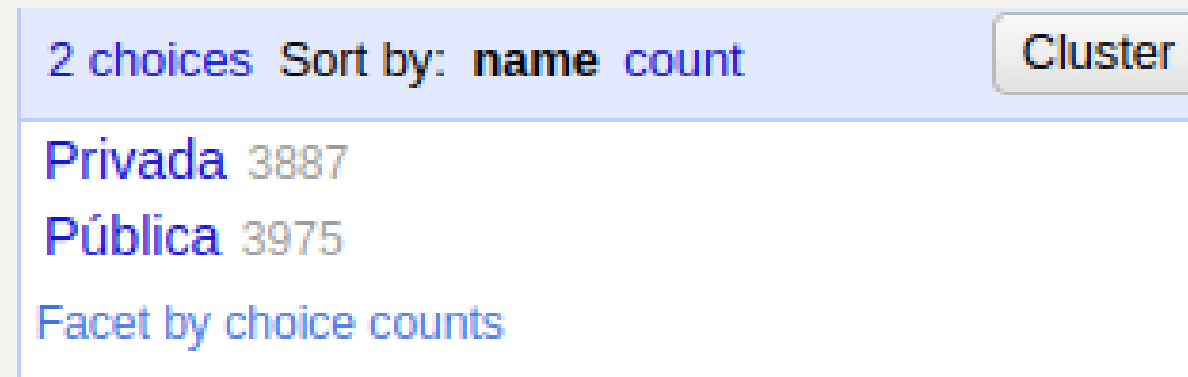 2 choices Sort by: name count Cluster
Privada 3887
Pública 3975
Facet by choice counts